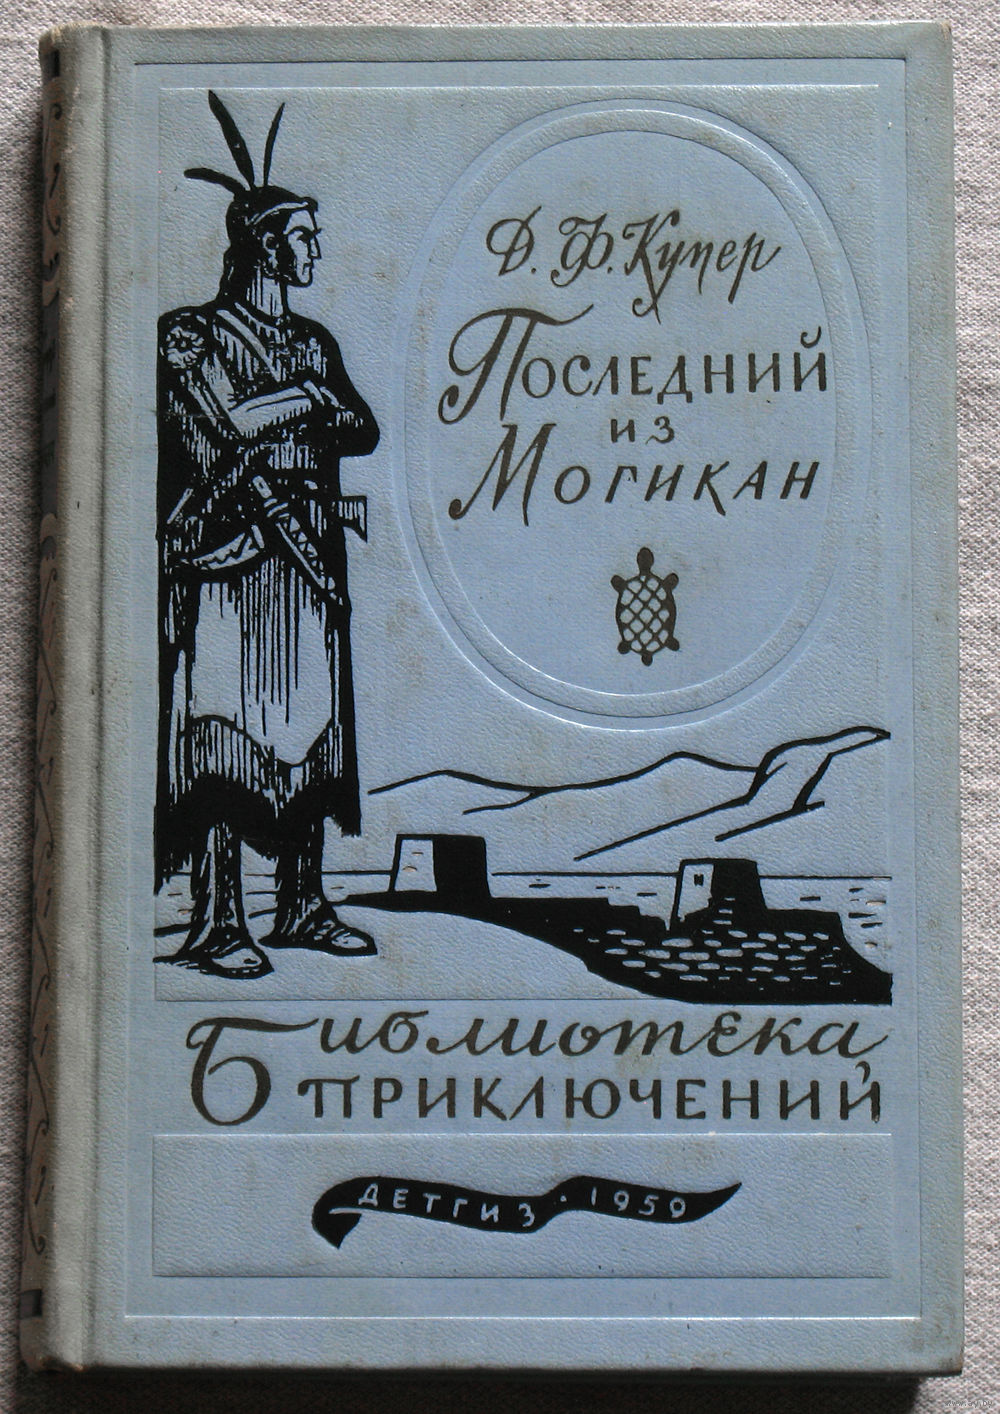 Д. Ф. Купер
Последний
из
Могикан
Библиотека
приключений
ДЕТГИЗ · 1959